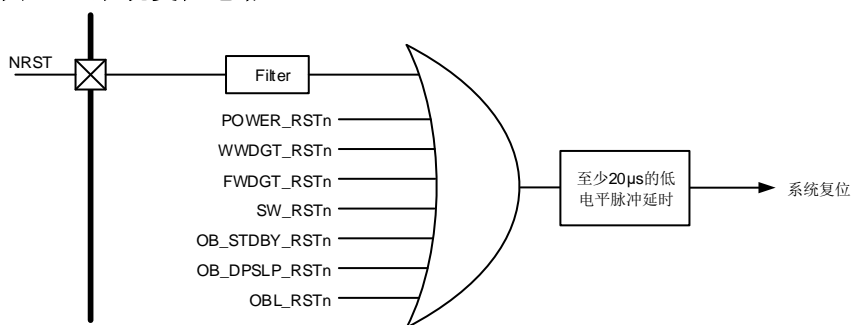 NRST
Filter
POWER_RSTn
WWDGT_RSTn
FWDGT_RSTn
SW_RSTn
OB_STDBY_RSTn
OB_DPSLP_RSTn
OBL_RSTn
至少20μs的低
电平脉冲延时
系统复位